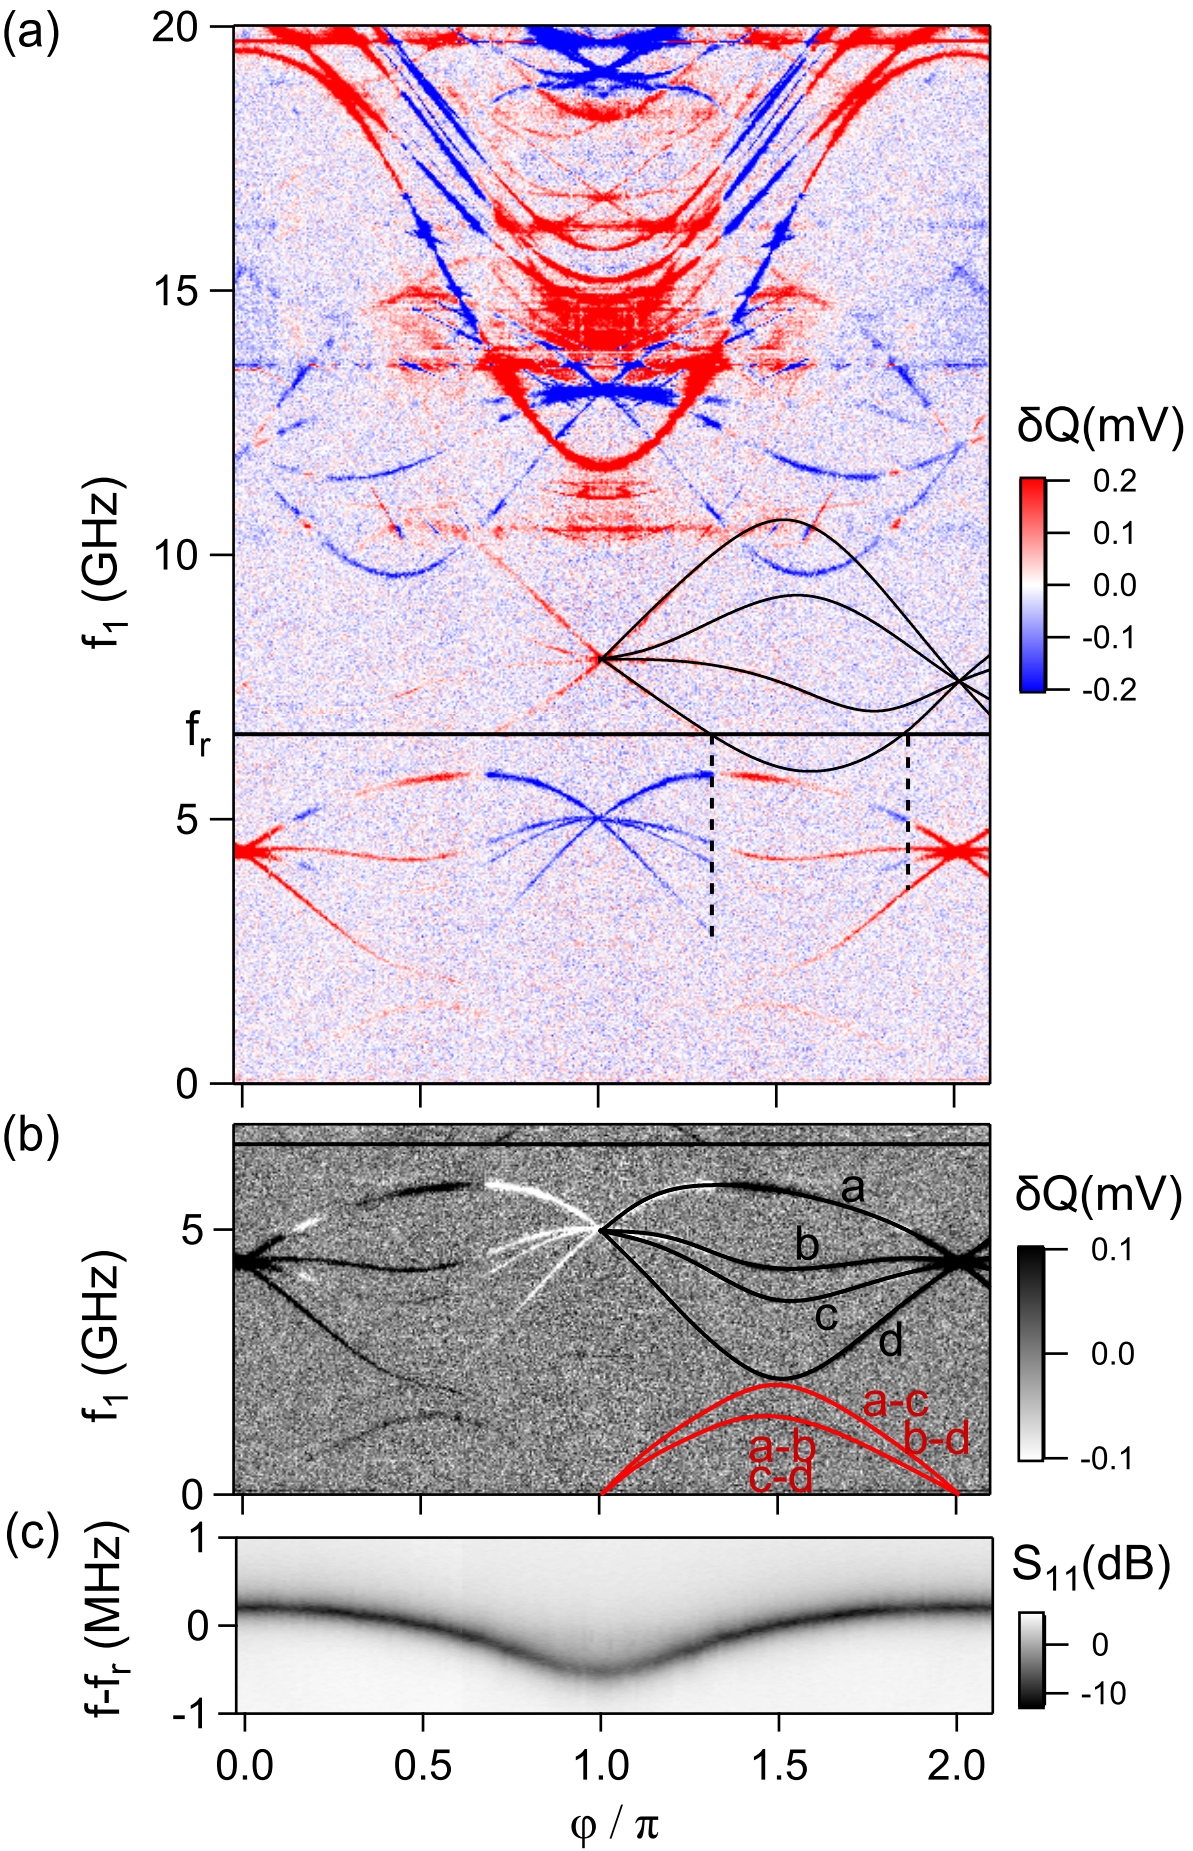 (a)
20
15
10
5
0
f₁ (GHz)
fᵣ
δQ(mV)
0.2
0.1
0.0
-0.1
-0.2
(b)
5
0
f₁ (GHz)
a
b
c
d
a-c
b-d
a-b
c-d
δQ(mV)
0.1
0.0
-0.1
(c)
1
0
-1
f-fᵣ (MHz)
S₁₁(dB)
0
-10
0.0 0.5 1.0 1.5 2.0
φ / π